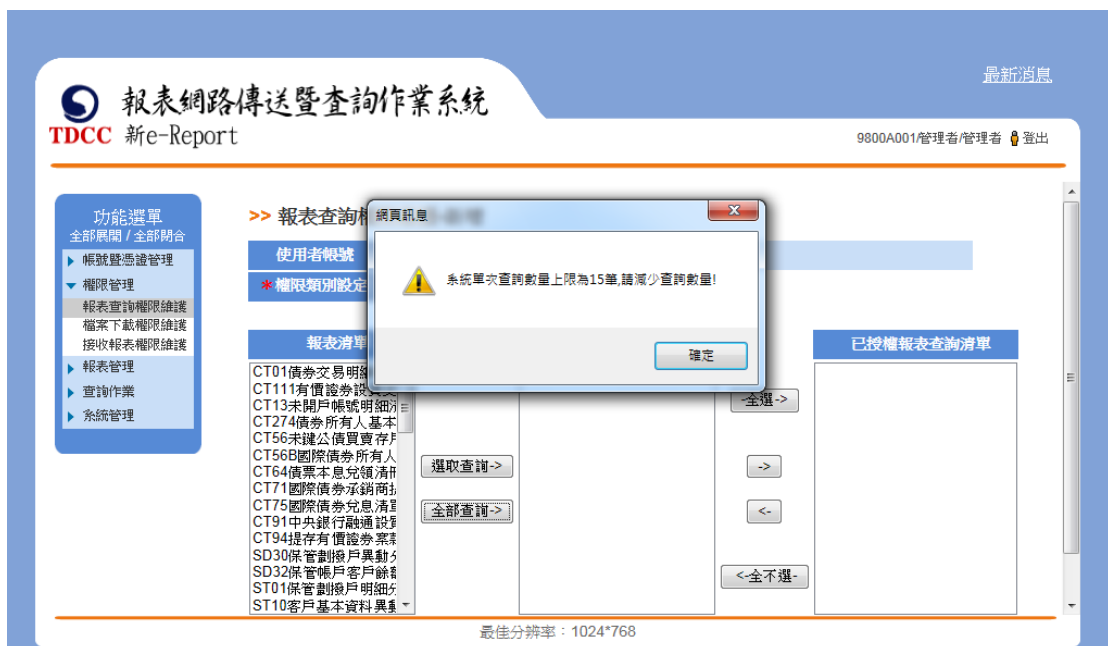 最新消息
報表網路傳送暨查詢作業系統
TDCC 新e-Report
9800A001/管理者/管理者 登出
功能選單
全部展開 / 全部閉合
帳號暨憑證管理
權限管理
報表查詢權限維護
檔案下載權限維護
接收報表權限維護
報表管理
查詢作業
系統管理
>> 報表查詢
使用者帳號
*權限類別設定
網頁訊息
系統單次查詢數量上限為15筆,請減少查詢數量!
確定
報表清單
CT01債券交易明細
CT111有價證券設質交
CT13未開戶帳號明細清
CT274債券所有人基本
CT56未鍵公債買賣存戶
CT56B國際債券所有人
CT64債票本息兌領清冊
CT71國際債券承銷商
CT75國際債券兌息清單
CT91中央銀行融通設質
CT94提存有價證券案
SD30保管劃撥戶異動
SD32保管帳戶客戶餘額
ST01保管劃撥戶明細分
ST10客戶基本資料異動
選取查詢->
全部查詢->
-全選->
->
<-
<-全不選-
已授權報表查詢清單
最佳分辨率：1024*768